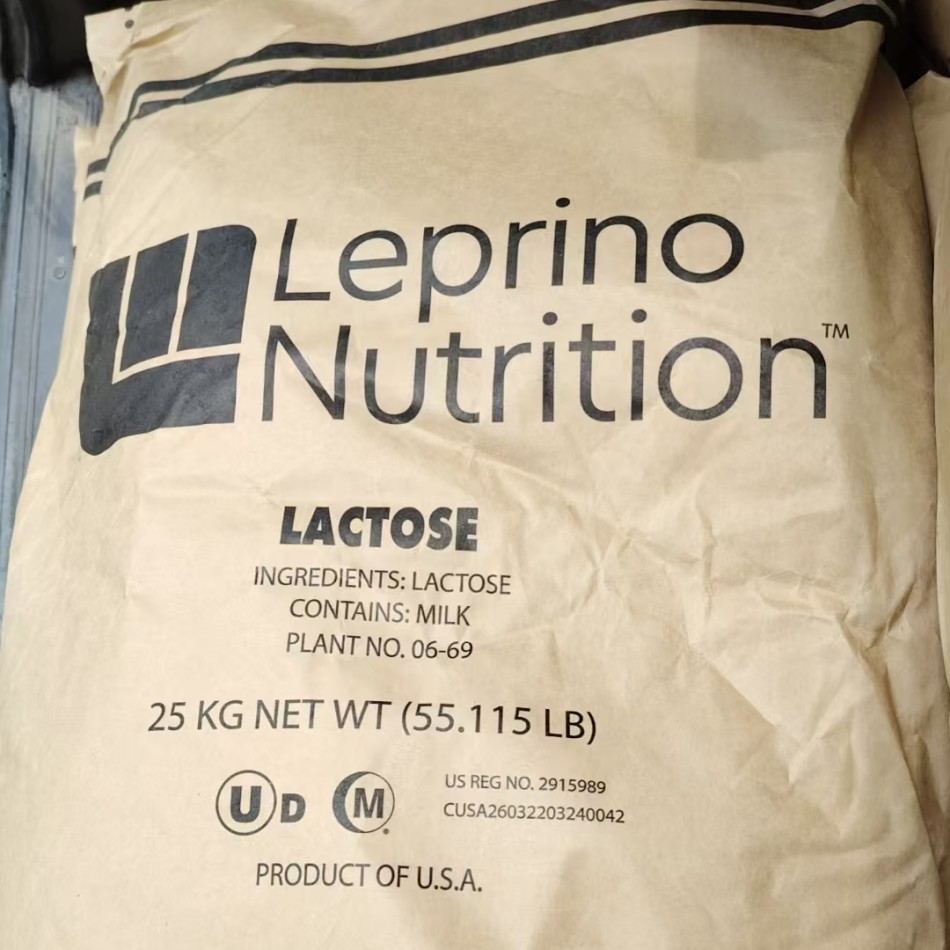 Leprino
Nutrition™
LACTOSE
INGREDIENTS: LACTOSE
CONTAINS: MILK
PLANT NO. 06-69
25 KG NET WT (55.115 LB)
U D M
US REG NO. 2915989
CUSA26032203240042
PRODUCT OF U.S.A.